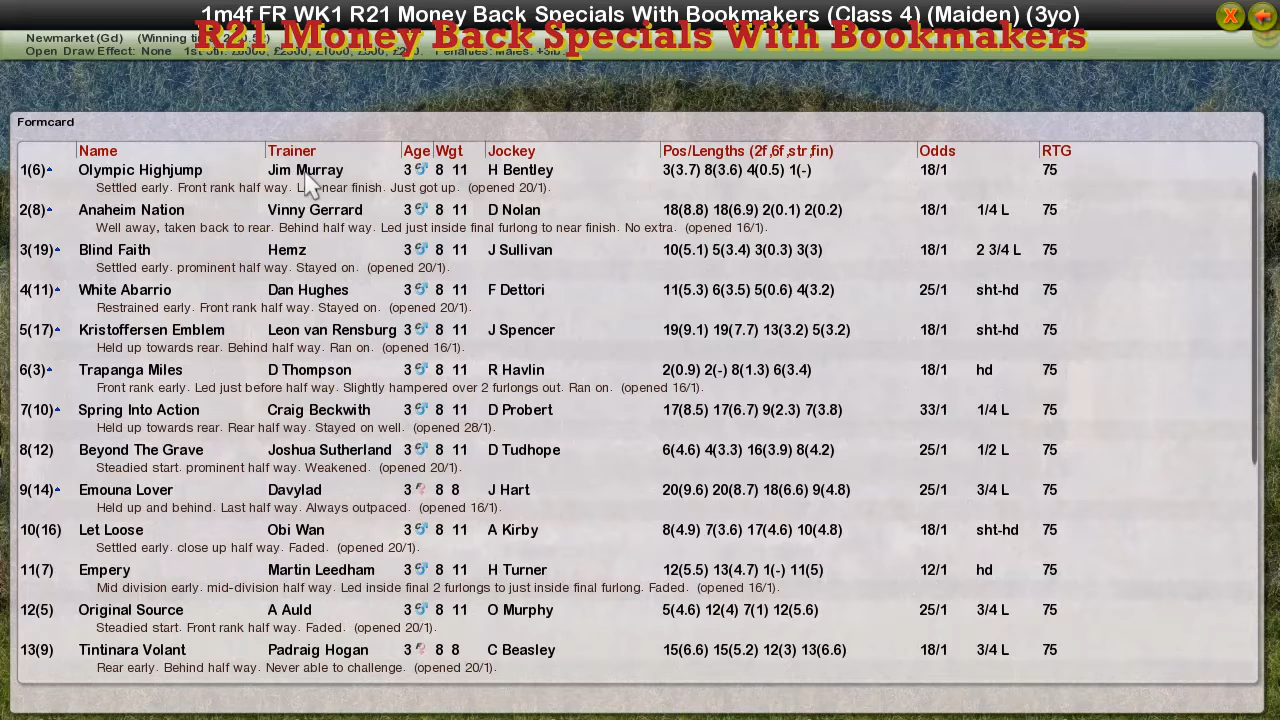 1m4f FR WK1 R21 Money Back Specials With Bookmakers (Class 4) (Maiden) (3yo)
R21 Money Back Specials With Bookmakers
Newmarket (Gd) (Winning
Open Draw Effect: None
Formcard
Name Trainer Age Wgt Jockey Pos/Lengths (2f,6f,str,fin) Odds RTG
1(6) Olympic Highjump Jim Murray 3 8 11 H Bentley 3(3.7) 8(3.6) 4(0.5) 1(-) 18/1 75
Settled early. Front rank half way. near finish. Just got up. (opened 20/1).
2(8) Anaheim Nation Vinny Gerrard 3 8 11 D Nolan 18(8.8) 18(6.9) 2(0.1) 2(0.2) 18/1 1/4 L 75
Well away, taken back to rear. Behind half way. Led just inside final furlong to near finish. No extra. (opened 16/1).
3(19) Blind Faith Hemz 3 8 11 J Sullivan 10(5.1) 5(3.4) 3(0.3) 3(3) 18/1 2 3/4 L 75
Settled early. prominent half way. Stayed on. (opened 20/1).
4(11) White Abarrio Dan Hughes 3 8 11 F Dettori 11(5.3) 6(3.5) 5(0.6) 4(3.2) 25/1 sht-hd 75
Restrained early. Front rank half way. Stayed on. (opened 20/1).
5(17) Kristoffersen Emblem Leon van Rensburg 3 8 11 J Spencer 19(9.1) 19(7.7) 13(3.2) 5(3.2) 18/1 sht-hd 75
Held up towards rear. Behind half way. Ran on. (opened 16/1).
6(3) Trapanga Miles D Thompson 3 8 11 R Havlin 2(0.9) 2(-) 8(1.3) 6(3.4) 18/1 hd 75
Front rank early. Led just before half way. Slightly hampered over 2 furlongs out. Ran on. (opened 16/1).
7(10) Spring Into Action Craig Beckwith 3 8 11 D Probert 17(8.5) 17(6.7) 9(2.3) 7(3.8) 33/1 1/4 L 75
Held up towards rear. Rear half way. Stayed on well. (opened 28/1).
8(12) Beyond The Grave Joshua Sutherland 3 8 11 D Tudhope 6(4.6) 4(3.3) 16(3.9) 8(4.2) 25/1 1/2 L 75
Steadied start. prominent half way. Weakened. (opened 20/1).
9(14) Emouna Lover Davylad 3 8 8 J Hart 20(9.6) 20(8.7) 18(6.6) 9(4.8) 25/1 3/4 L 75
Held up and behind. Last half way. Always outpaced. (opened 16/1).
10(16) Let Loose Obi Wan 3 8 11 A Kirby 8(4.9) 7(3.6) 17(4.6) 10(4.8) 18/1 sht-hd 75
Settled early. close up half way. Faded. (opened 20/1).
11(7) Empery Martin Leedham 3 8 11 H Turner 12(5.5) 13(4.7) 1(-) 11(5) 12/1 hd 75
Mid division early. mid-division half way. Led inside final 2 furlongs to just inside final furlong. Faded. (opened 16/1).
12(5) Original Source A Auld 3 8 11 O Murphy 5(4.6) 12(4) 7(1) 12(5.6) 25/1 3/4 L 75
Steadied start. Front rank half way. Faded. (opened 20/1).
13(9) Tintinara Volant Padraig Hogan 3 8 8 C Beasley 15(6.6) 15(5.2) 12(3) 13(6.6) 18/1 3/4 L 75
Rear early. Behind half way. Never able to challenge. (opened 20/1).